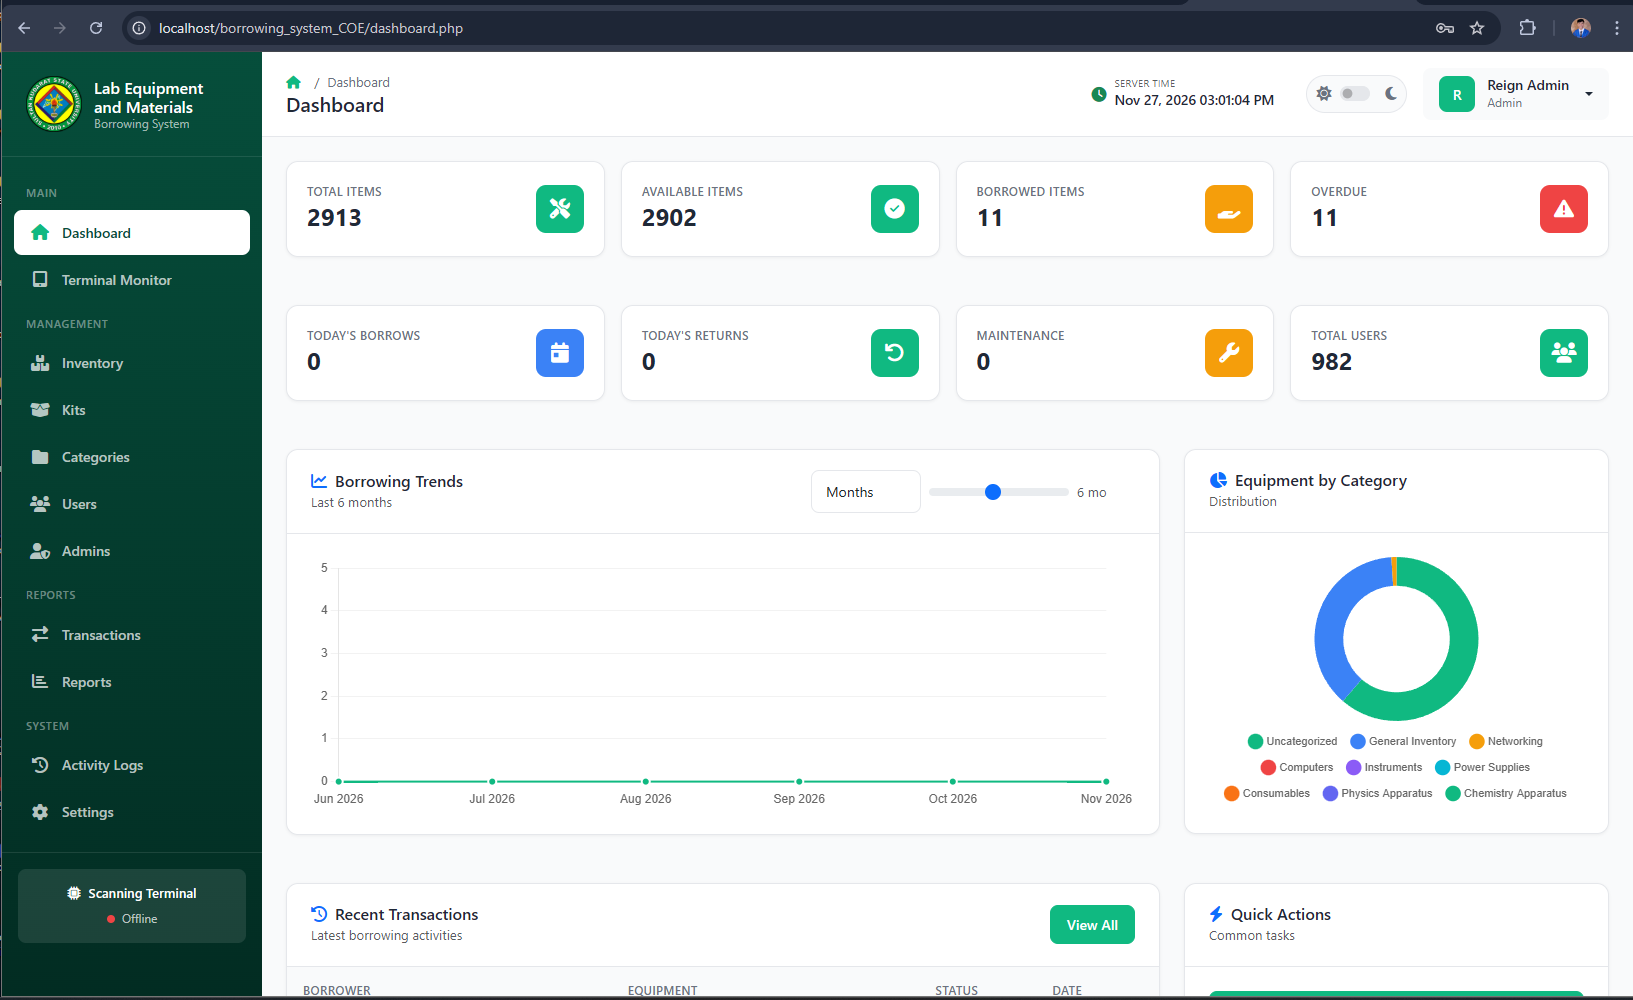 localhost/borrowing_system_COE/dashboard.php
Lab Equipment
and Materials
Borrowing System
MAIN
Dashboard
Terminal Monitor
MANAGEMENT
Inventory
Kits
Categories
Users
Admins
REPORTS
Transactions
Reports
SYSTEM
Activity Logs
Settings
Scanning Terminal
Offline
/ Dashboard
Dashboard
SERVER TIME
Nov 27, 2026 03:01:04 PM
R
Reign Admin
Admin
TOTAL ITEMS
2913
AVAILABLE ITEMS
2902
BORROWED ITEMS
11
OVERDUE
11
TODAY'S BORROWS
0
TODAY'S RETURNS
0
MAINTENANCE
0
TOTAL USERS
982
Borrowing Trends
Last 6 months
Months
6 mo
5
4
3
2
1
0
Jun 2026 Jul 2026 Aug 2026 Sep 2026 Oct 2026 Nov 2026
Equipment by Category
Distribution
Uncategorized General Inventory Networking
Computers Instruments Power Supplies
Consumables Physics Apparatus Chemistry Apparatus
Recent Transactions
Latest borrowing activities
View All
BORROWER EQUIPMENT STATUS DATE
Quick Actions
Common tasks